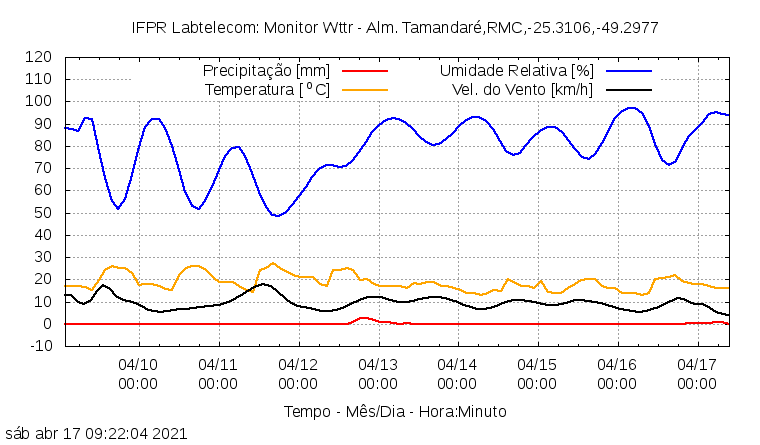 IFPR Labtelecom: Monitor Wttr - Alm. Tamandaré,RMC,-25.3106,-49.2977
Precipitação [mm] Umidade Relativa [%]
Temperatura [⁰C] Vel. do Vento [km/h]
120
110
100
90
80
70
60
50
40
30
20
10
0
-10
04/10 04/11 04/12 04/13 04/14 04/15 04/16 04/17
00:00 00:00 00:00 00:00 00:00 00:00 00:00 00:00
Tempo - Mês/Dia - Hora:Minuto
sáb abr 17 09:22:04 2021